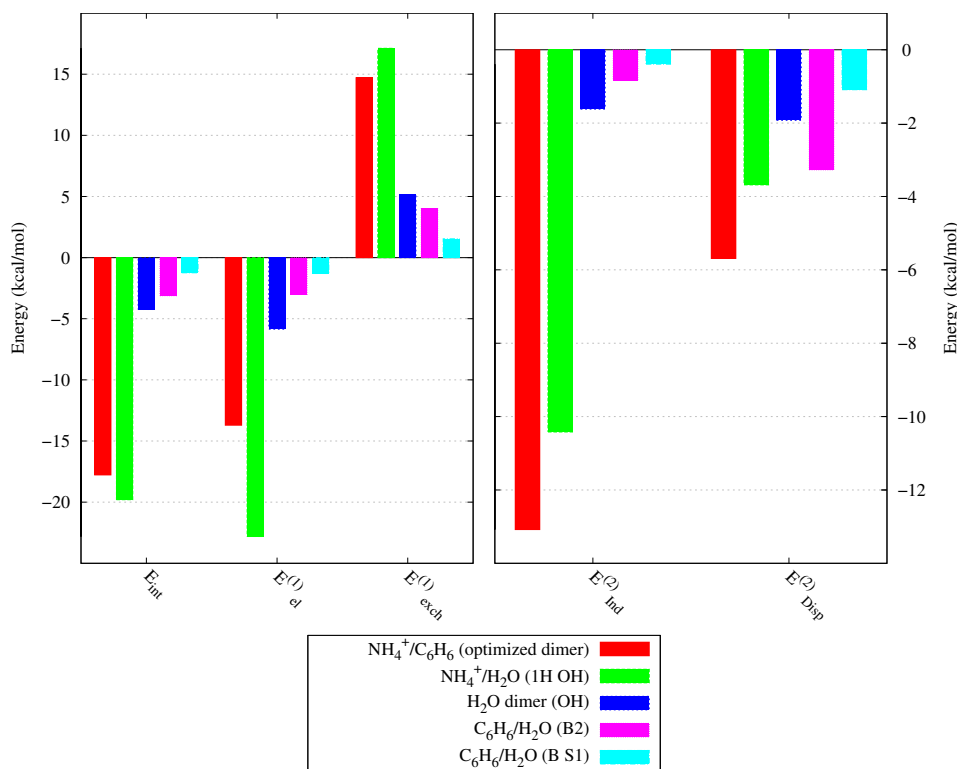 Energy (kcal/mol)
15
10
5
0
−5
−10
−15
−20
E_int
E^(1)_el
E^(1)_exch
0
−2
−4
−6
−8
−10
−12
Energy (kcal/mol)
E^(2)_Ind
E^(2)_Disp
NH₄⁺/C₆H₆ (optimized dimer)
NH₄⁺/H₂O (1H OH)
H₂O dimer (OH)
C₆H₆/H₂O (B2)
C₆H₆/H₂O (B S1)